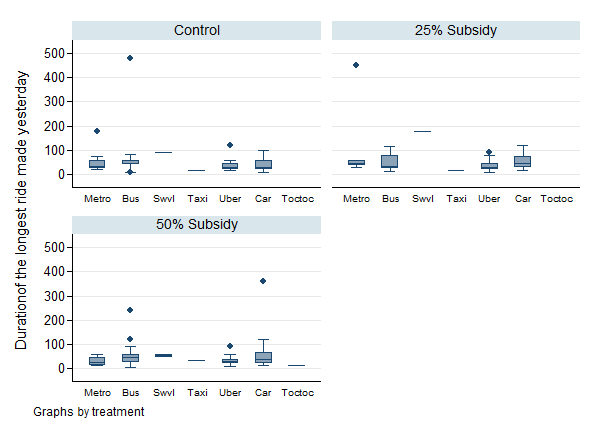 Control
25% Subsidy
500
400
300
200
100
0
Metro Bus Swvl Taxi Uber Car Toctoc
Metro Bus Swvl Taxi Uber Car Toctoc
50% Subsidy
500
400
300
200
100
0
Metro Bus Swvl Taxi Uber Car Toctoc
Durationof the longest ride made yesterday
Graphs by treatment